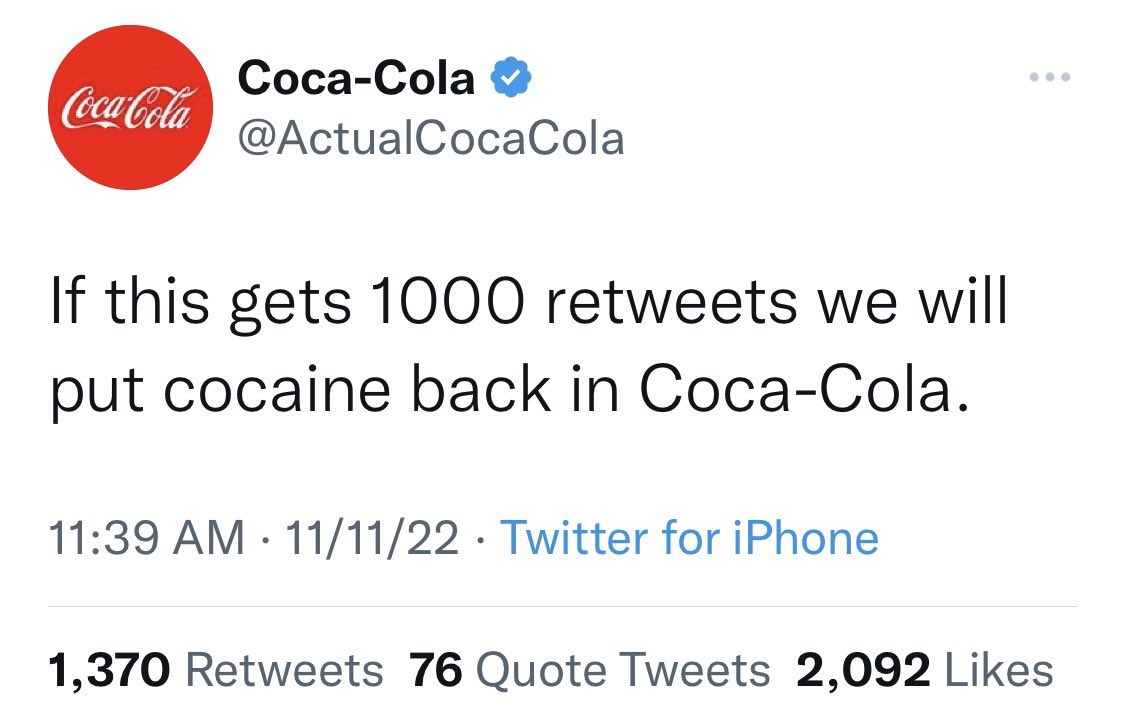 Coca-Cola
Coca-Cola
@ActualCocaCola
If this gets 1000 retweets we will
put cocaine back in Coca-Cola.
11:39 AM · 11/11/22 · Twitter for iPhone
1,370 Retweets 76 Quote Tweets 2,092 Likes